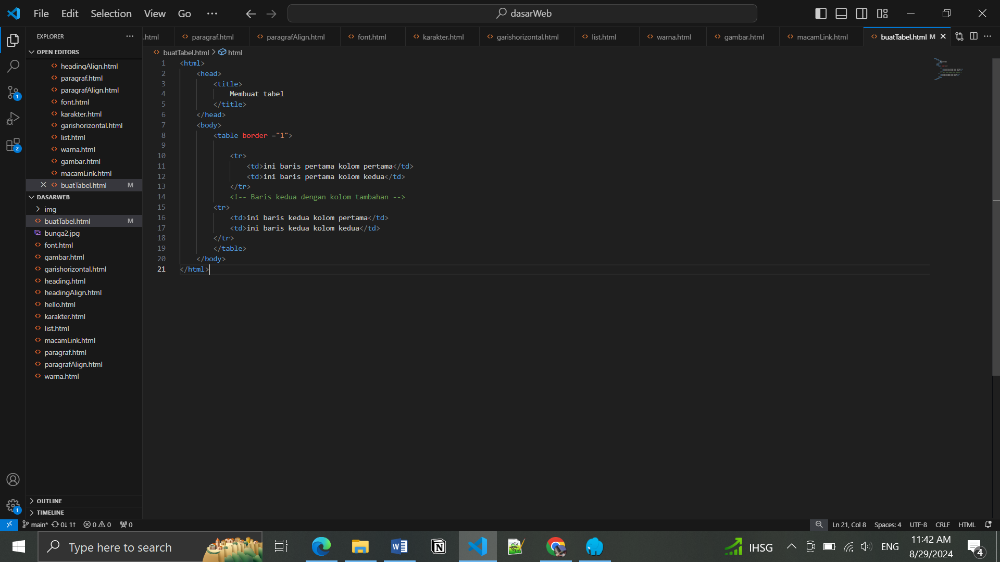 File Edit Selection View Go ··· dasarWeb
EXPLORER ···
OPEN EDITORS
headingAlign.html
paragraf.html
paragrafAlign.html
font.html
karakter.html
garishorizontal.html
list.html
warna.html
gambar.html
macamLink.html
buatTabel.html M
DASARWEB
img
buatTabel.html M
bunga2.jpg
font.html
gambar.html
garishorizontal.html
heading.html
headingAlign.html
hello.html
karakter.html
list.html
macamLink.html
paragraf.html
paragrafAlign.html
warna.html
OUTLINE
TIMELINE
.html paragraf.html paragrafAlign.html font.html karakter.html garishorizontal.html list.html warna.html gambar.html macamLink.html buatTabel.html M
buatTabel.html > html
1 <html>
2 <head>
3 <title>
4 Membuat tabel
5 </title>
6 </head>
7 <body>
8 <table border ="1">
9
10 <tr>
11 <td>ini baris pertama kolom pertama</td>
12 <td>ini baris pertama kolom kedua</td>
13 </tr>
14 <!-- Baris kedua dengan kolom tambahan -->
15 <tr>
16 <td>ini baris kedua kolom pertama</td>
17 <td>ini baris kedua kolom kedua</td>
18 </tr>
19 </table>
20 </body>
21 </html>
1
2
1
main* 0↓ 1↑ 0 0 0 Ln 21, Col 8 Spaces: 4 UTF-8 CRLF HTML
Type here to search IHSG ENG 11:42 AM
8/29/2024
4